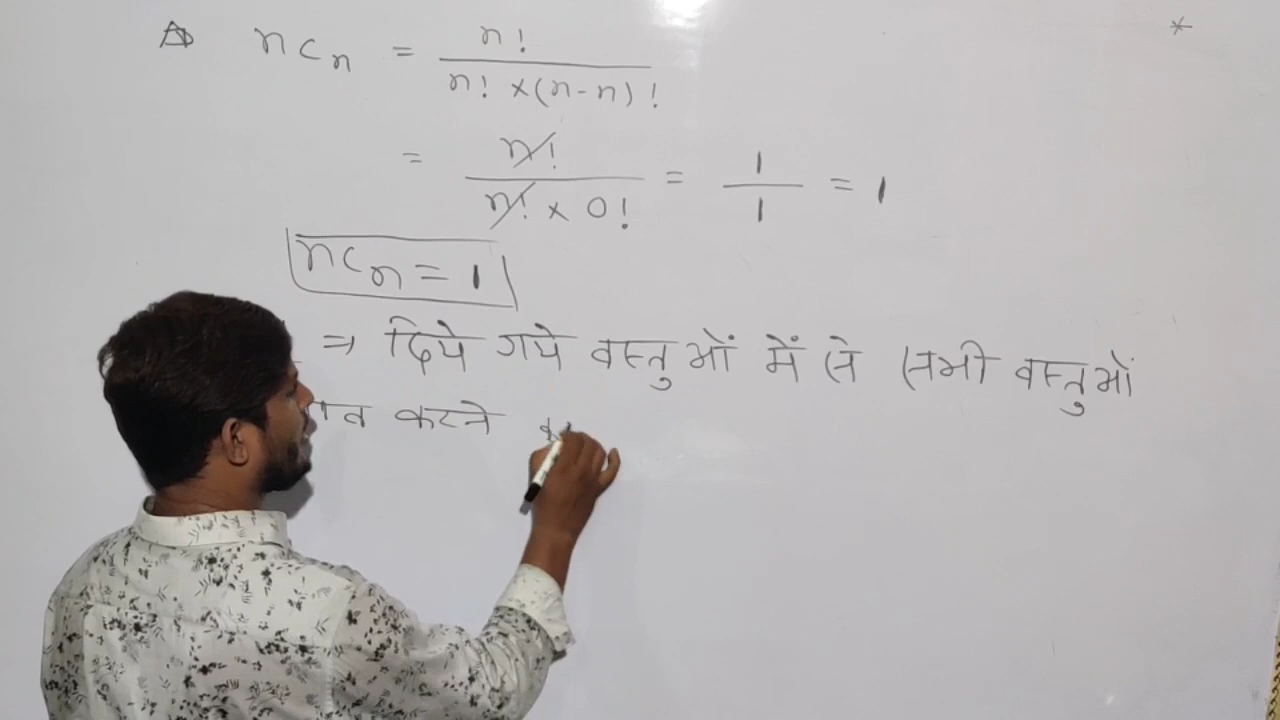 nCn = n! / n! × (n-n)!
= n! / n! × 0! = 1 / 1 = 1
nCn = 1
⇒ दिये गये वस्तुओं में से सभी वस्तुओं
करने